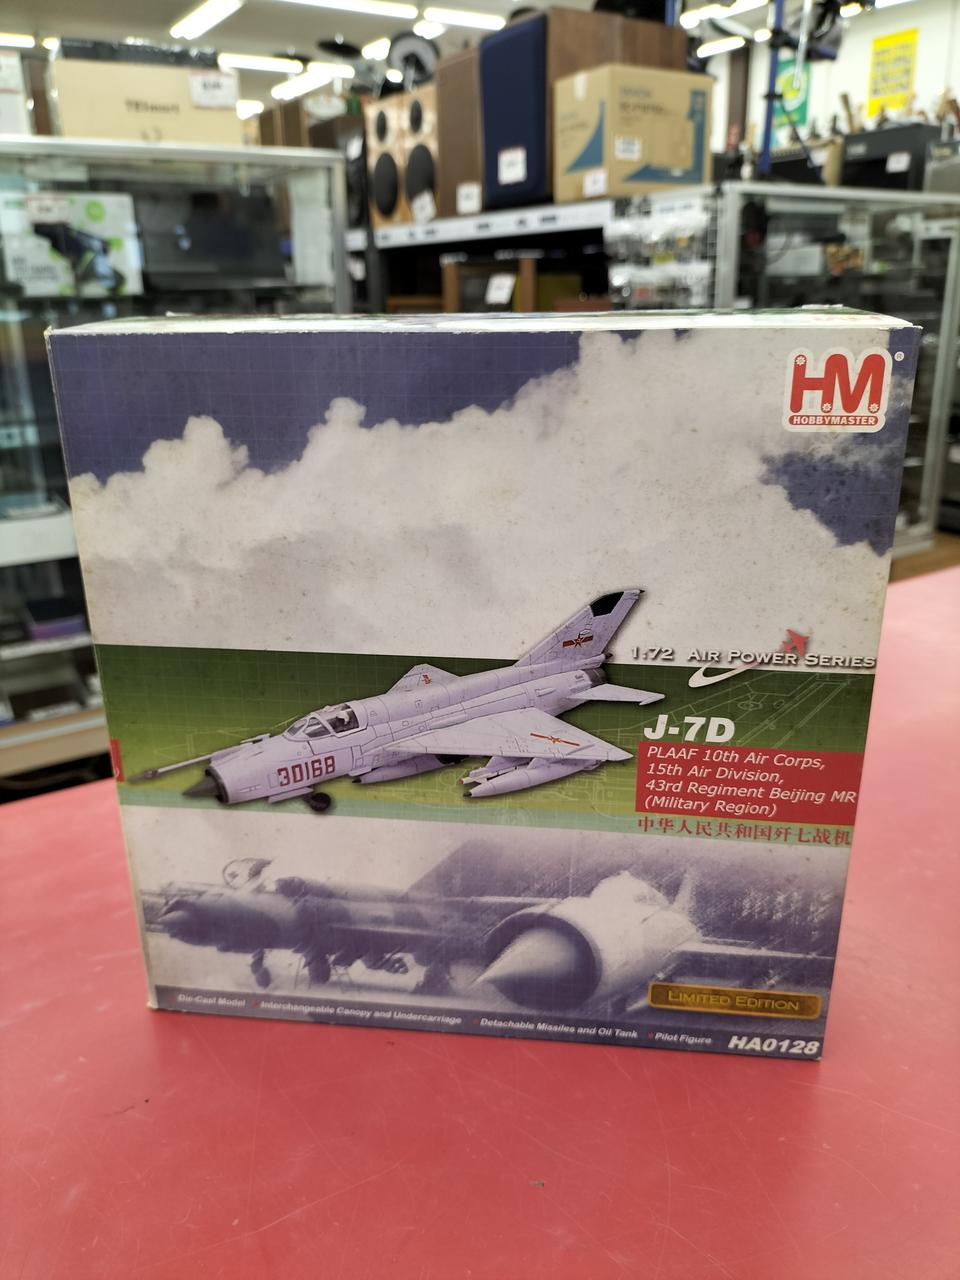 HM
®
HOBBYMASTER
1:72 AIR POWER SERIES
J-7D
PLAAF 10th Air Corps,
15th Air Division,
43rd Regiment Beijing MR
(Military Region)
中华人民共和国歼七战机
30168
LIMITED EDITION
Die-Cast Model Interchangeable Canopy and Undercarriage Detachable Missiles and Oil Tank Pilot Figure
HA0128